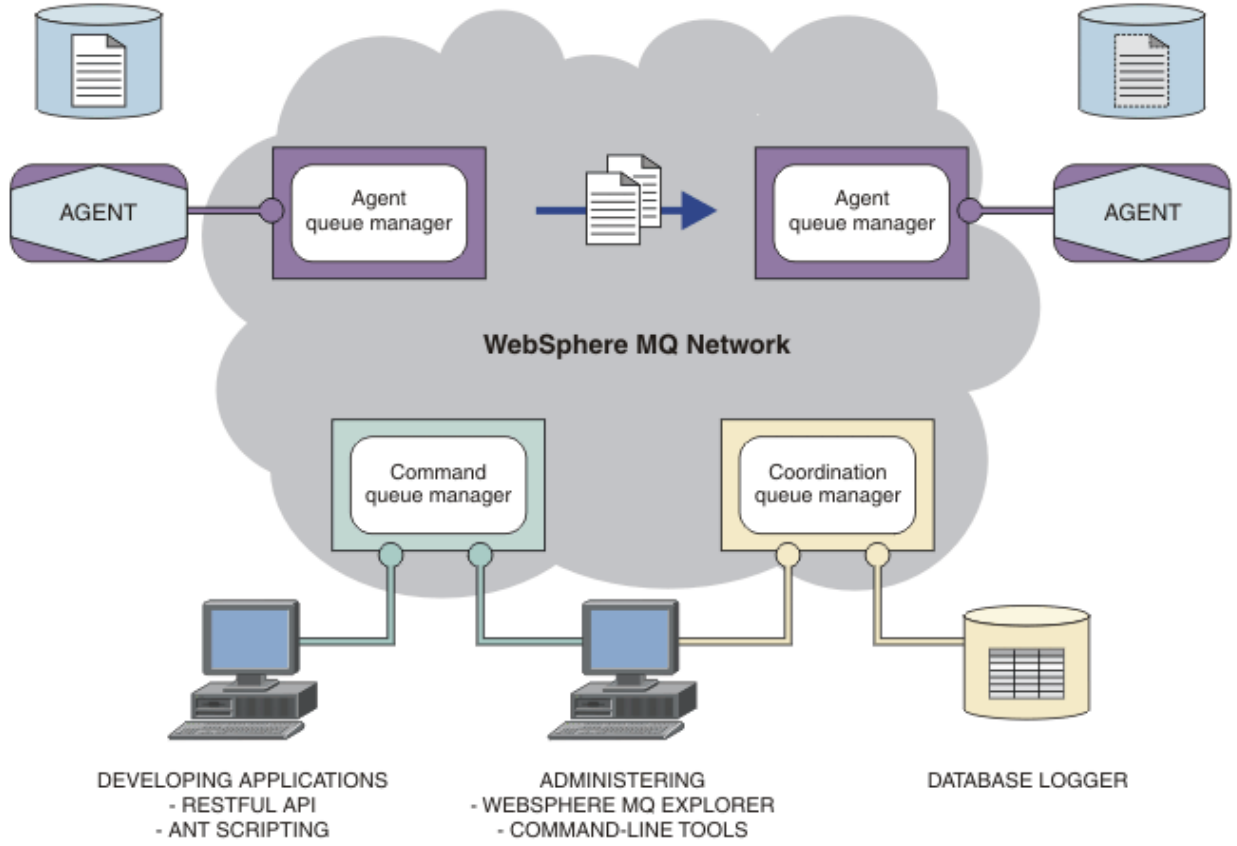 AGENT
Agent
queue manager
Agent
queue manager
AGENT
WebSphere MQ Network
Command
queue manager
Coordination
queue manager
DEVELOPING APPLICATIONS
- RESTFUL API
- ANT SCRIPTING
ADMINISTERING
- WEBSPHERE MQ EXPLORER
- COMMAND-LINE TOOLS
DATABASE LOGGER